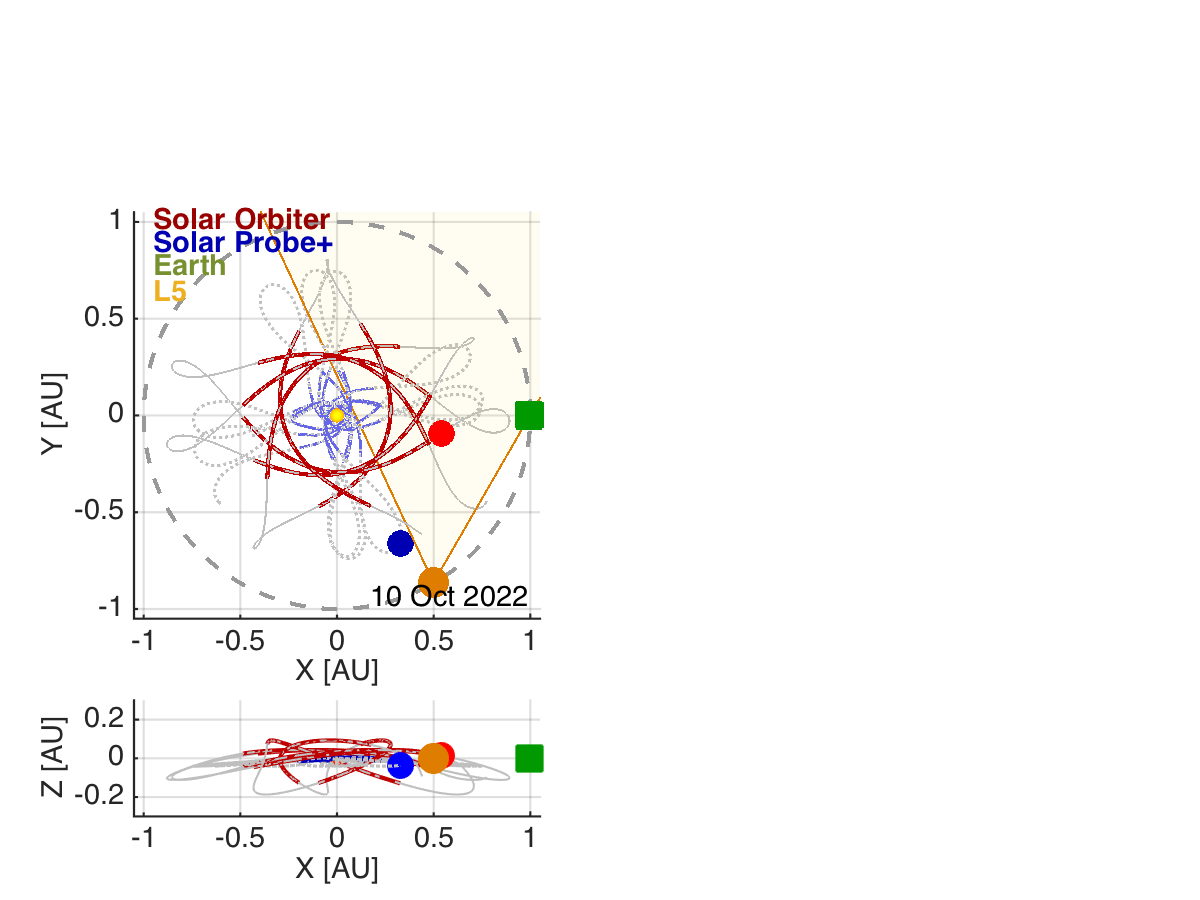 Solar Orbiter
Solar Probe+
Earth
L5
1
0.5
0
-0.5
-1
Y [AU]
10 Oct 2022
-1 -0.5 0 0.5 1
X [AU]
0.2
0
-0.2
Z [AU]
-1 -0.5 0 0.5 1
X [AU]